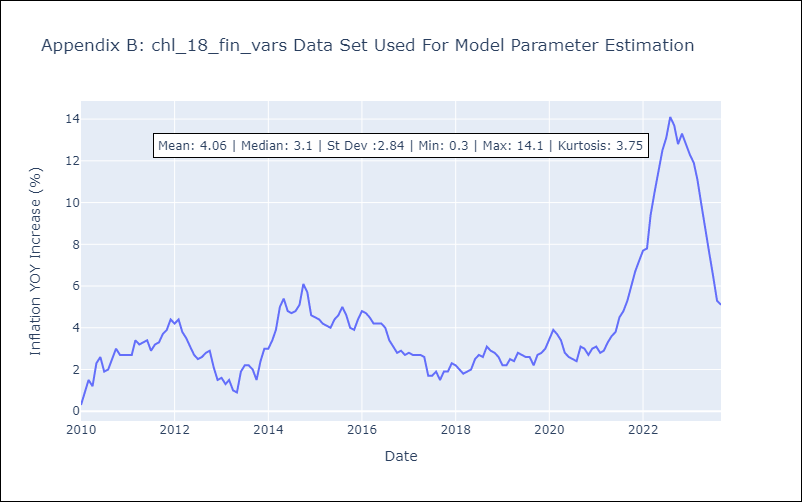 Appendix B: chl_18_fin_vars Data Set Used For Model Parameter Estimation
Mean: 4.06 | Median: 3.1 | St Dev :2.84 | Min: 0.3 | Max: 14.1 | Kurtosis: 3.75
Inflation YOY Increase (%)
14
12
10
8
6
4
2
0
2010 2012 2014 2016 2018 2020 2022
Date